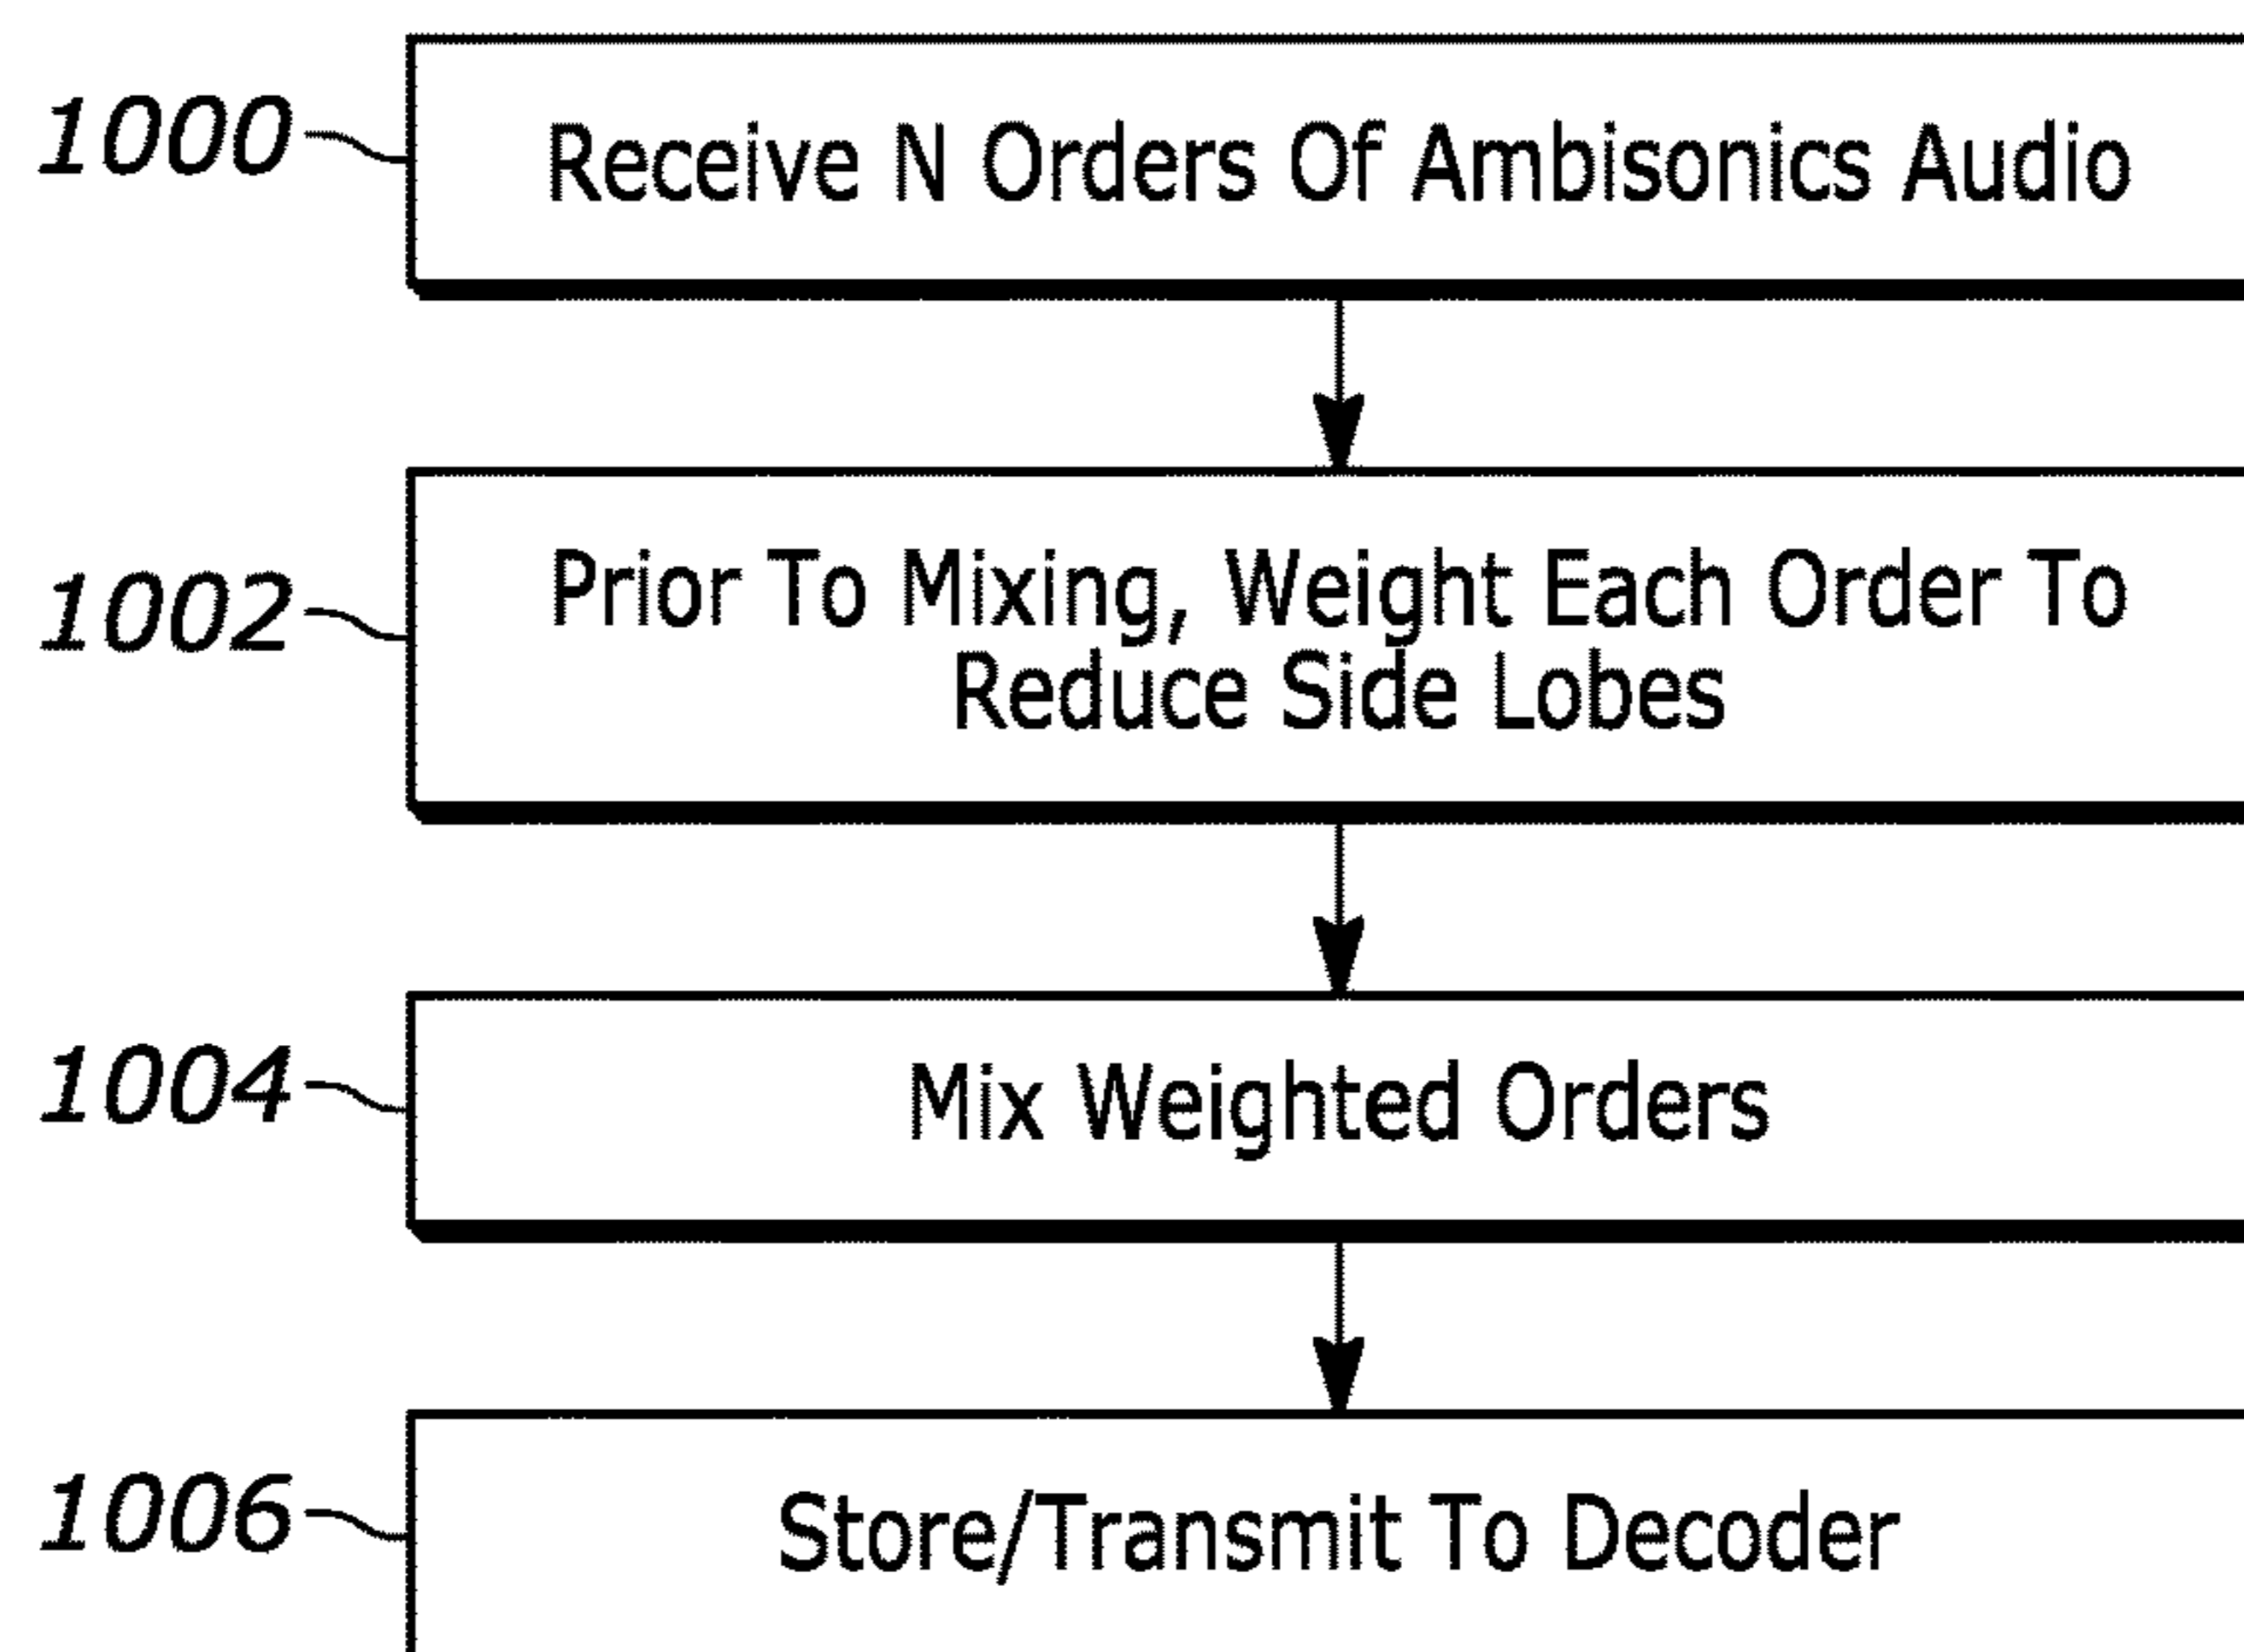 1000
Receive N Orders Of Ambisonics Audio
1002
Prior To Mixing, Weight Each Order To
Reduce Side Lobes
1004
Mix Weighted Orders
1006
Store/Transmit To Decoder